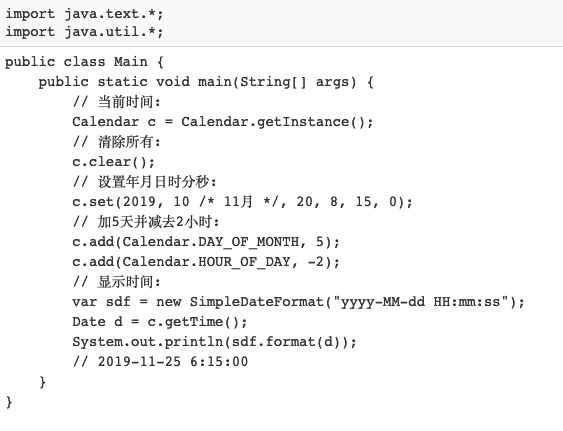 import java.text.*;
import java.util.*;
public class Main {
    public static void main(String[] args) {
        // 当前时间:
        Calendar c = Calendar.getInstance();
        // 清除所有:
        c.clear();
        // 设置年月日时分秒:
        c.set(2019, 10 /* 11月 */, 20, 8, 15, 0);
        // 加5天并减去2小时:
        c.add(Calendar.DAY_OF_MONTH, 5);
        c.add(Calendar.HOUR_OF_DAY, -2);
        // 显示时间:
        var sdf = new SimpleDateFormat("yyyy-MM-dd HH:mm:ss");
        Date d = c.getTime();
        System.out.println(sdf.format(d));
        // 2019-11-25 6:15:00
    }
}